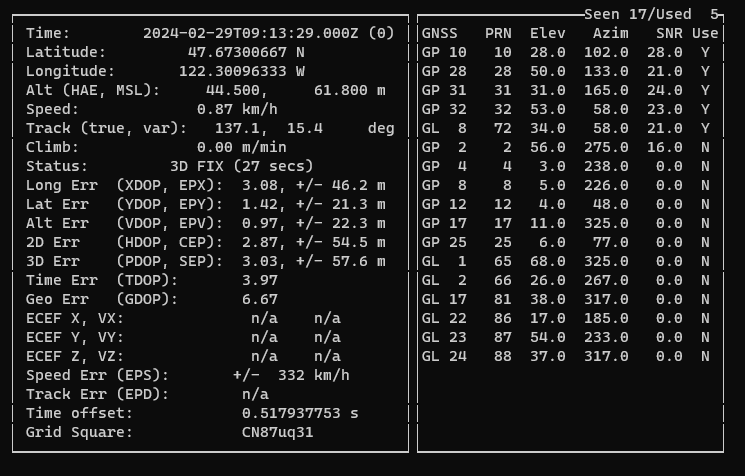 Seen 17/Used  5
Time:        2024-02-29T09:13:29.000Z (0)
Latitude:         47.67300667 N
Longitude:       122.30096333 W
Alt (HAE, MSL):     44.500,     61.800 m
Speed:             0.87 km/h
Track (true, var):   137.1,  15.4     deg
Climb:             0.00 m/min
Status:         3D FIX (27 secs)
Long Err  (XDOP, EPX):  3.08, +/- 46.2 m
Lat Err   (YDOP, EPY):  1.42, +/- 21.3 m
Alt Err   (VDOP, EPV):  0.97, +/- 22.3 m
2D Err    (HDOP, CEP):  2.87, +/- 54.5 m
3D Err    (PDOP, SEP):  3.03, +/- 57.6 m
Time Err  (TDOP):       3.97
Geo Err   (GDOP):       6.67
ECEF X, VX:              n/a    n/a
ECEF Y, VY:              n/a    n/a
ECEF Z, VZ:              n/a    n/a
Speed Err (EPS):       +/-  332 km/h
Track Err (EPD):        n/a
Time offset:            0.517937753 s
Grid Square:            CN87uq31
GNSS   PRN  Elev   Azim   SNR Use
GP 10   10  28.0  102.0  28.0  Y
GP 28   28  50.0  133.0  21.0  Y
GP 31   31  31.0  165.0  24.0  Y
GP 32   32  53.0   58.0  23.0  Y
GL  8   72  34.0   58.0  21.0  Y
GP  2    2  56.0  275.0  16.0  N
GP  4    4   3.0  238.0   0.0  N
GP  8    8   5.0  226.0   0.0  N
GP 12   12   4.0   48.0   0.0  N
GP 17   17  11.0  325.0   0.0  N
GP 25   25   6.0   77.0   0.0  N
GL  1   65  68.0  325.0   0.0  N
GL  2   66  26.0  267.0   0.0  N
GL 17   81  38.0  317.0   0.0  N
GL 22   86  17.0  185.0   0.0  N
GL 23   87  54.0  233.0   0.0  N
GL 24   88  37.0  317.0   0.0  N